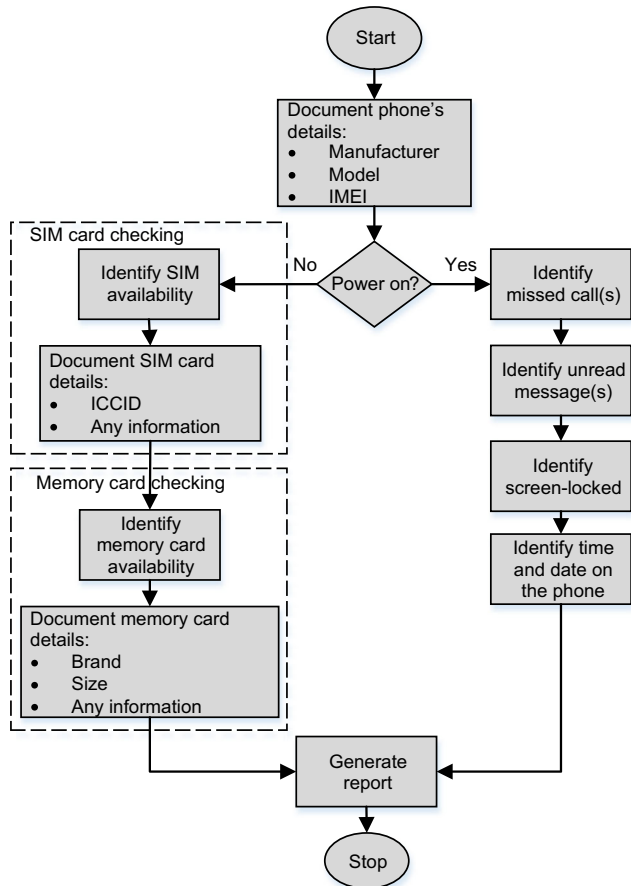 Start
Document phone's
details:
• Manufacturer
• Model
• IMEI
SIM card checking
No
Power on?
Yes
Identify SIM
availability
Document SIM card
details:
• ICCID
• Any information
Memory card checking
Identify
memory card
availability
Document memory card
details:
• Brand
• Size
• Any information
Identify
missed call(s)
Identify unread
message(s)
Identify
screen-locked
Identify time
and date on
the phone
Generate
report
Stop